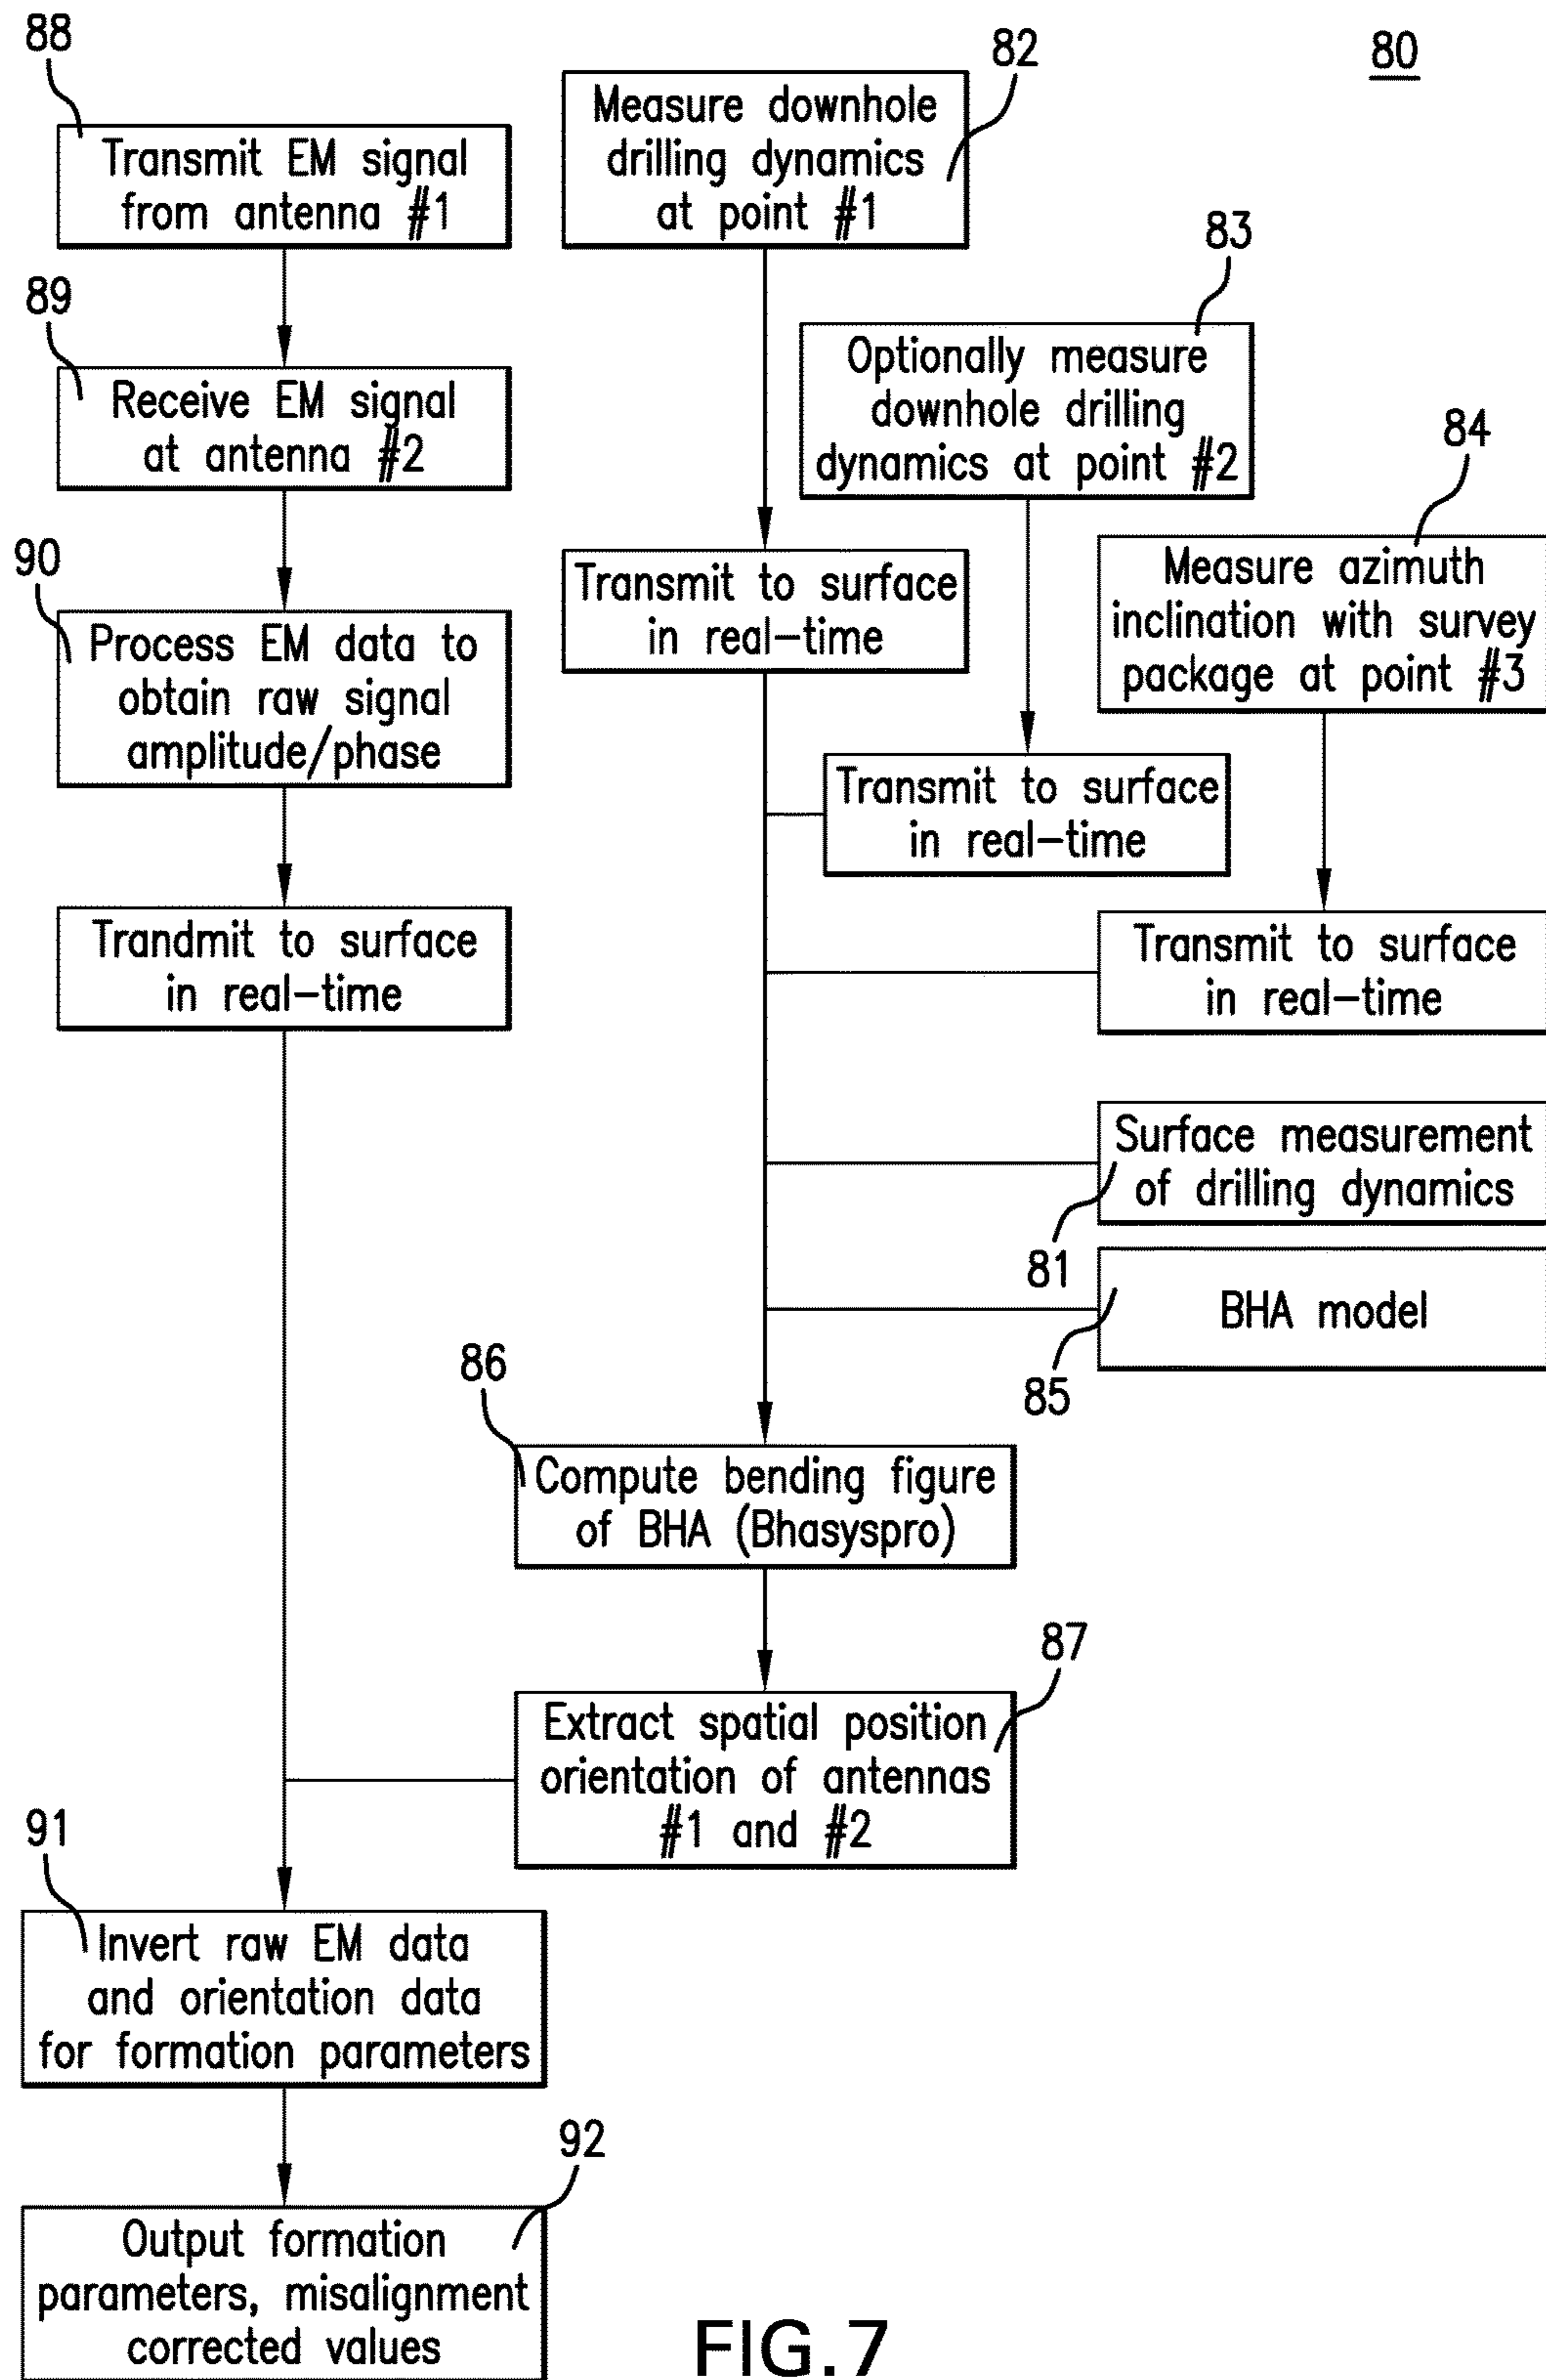 80
88
Transmit EM signal
from antenna #1
82
Measure downhole
drilling dynamics
at point #1
83
Optionally measure
downhole drilling
dynamics at point #2
84
Measure azimuth
inclination with survey
package at point #3
89
Receive EM signal
at antenna #2
90
Process EM data to
obtain raw signal
amplitude/phase
Trandmit to surface
in real-time
Transmit to surface
in real-time
Transmit to surface
in real-time
Transmit to surface
in real-time
Surface measurement
of drilling dynamics
81
BHA model
85
86
Compute bending figure
of BHA (Bhasyspro)
87
Extract spatial position
orientation of antennas
#1 and #2
91
Invert raw EM data
and orientation data
for formation parameters
92
Output formation
parameters, misalignment
corrected values
FIG.7